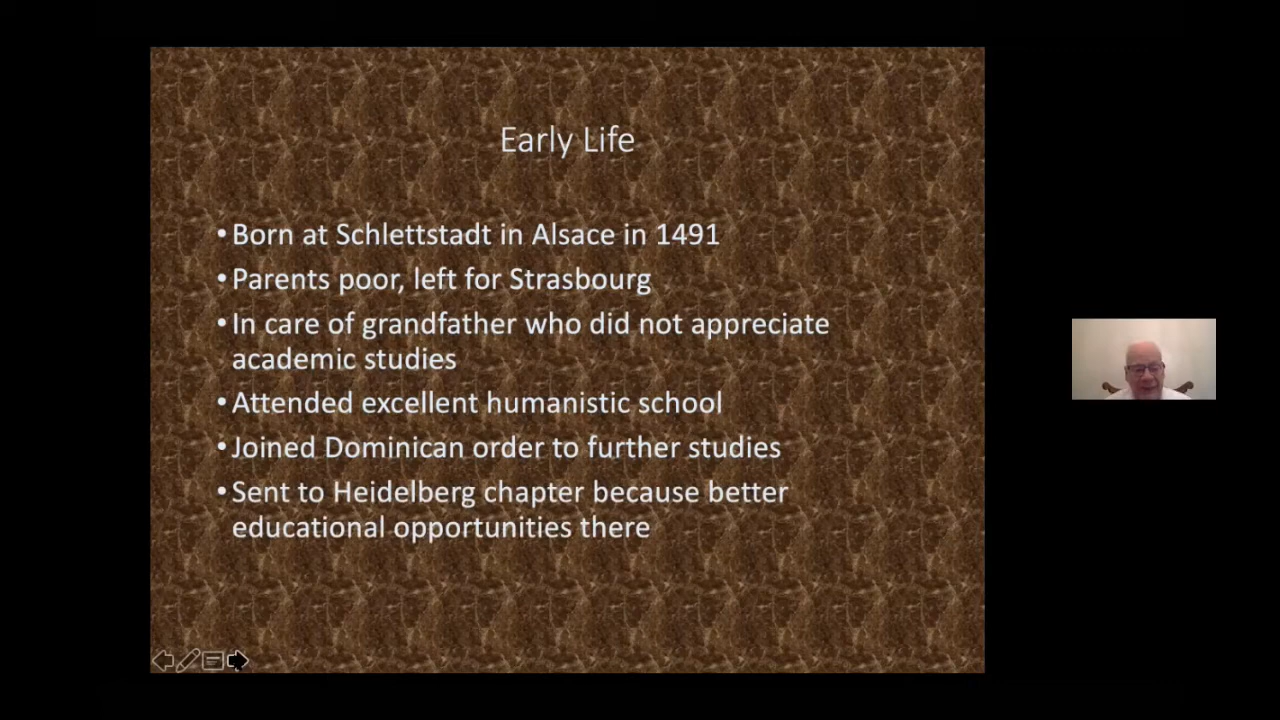 Early Life
•Born at Schlettstadt in Alsace in 1491
•Parents poor, left for Strasbourg
•In care of grandfather who did not appreciate
academic studies
•Attended excellent humanistic school
•Joined Dominican order to further studies
•Sent to Heidelberg chapter because better
educational opportunities there